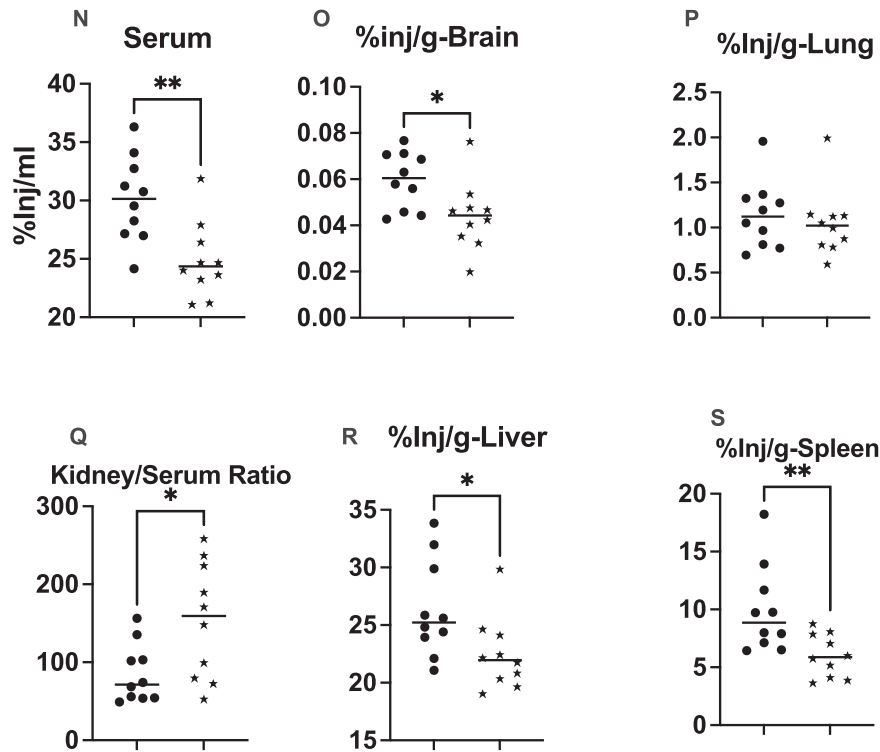 N
Serum
%Inj/ml
40
35
30
25
20
**
O
%inj/g-Brain
0.10
0.08
0.06
0.04
0.02
0.00
*
P
%Inj/g-Lung
2.5
2.0
1.5
1.0
0.5
0.0
Q
Kidney/Serum Ratio
300
200
100
0
*
R
%Inj/g-Liver
35
30
25
20
15
*
S
%Inj/g-Spleen
20
15
10
5
0
**